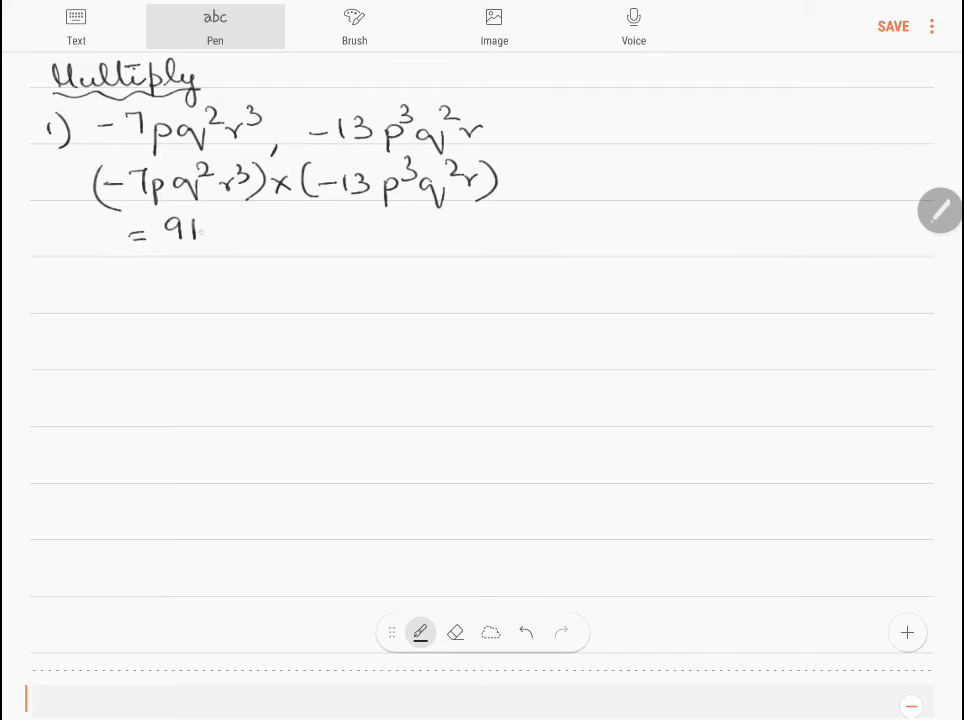 Text abc Pen Brush Image Voice SAVE
Multiply
1) -7pq²r³, -13p³q²r
(-7pq²r³)×(-13p³q²r)
= 91